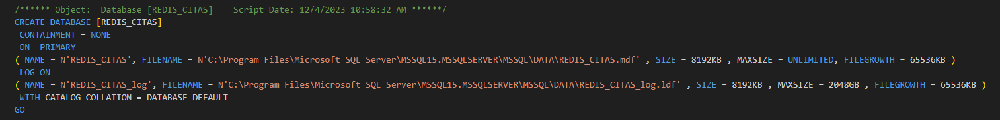 /****** Object:  Database [REDIS_CITAS]    Script Date: 12/4/2023 10:58:32 AM ******/
CREATE DATABASE [REDIS_CITAS]
 CONTAINMENT = NONE
 ON  PRIMARY
( NAME = N'REDIS_CITAS', FILENAME = N'C:\Program Files\Microsoft SQL Server\MSSQL15.MSSQLSERVER\MSSQL\DATA\REDIS_CITAS.mdf' , SIZE = 8192KB , MAXSIZE = UNLIMITED, FILEGROWTH = 65536KB )
 LOG ON
( NAME = N'REDIS_CITAS_log', FILENAME = N'C:\Program Files\Microsoft SQL Server\MSSQL15.MSSQLSERVER\MSSQL\DATA\REDIS_CITAS_log.ldf' , SIZE = 8192KB , MAXSIZE = 2048GB , FILEGROWTH = 65536KB )
 WITH CATALOG_COLLATION = DATABASE_DEFAULT
GO